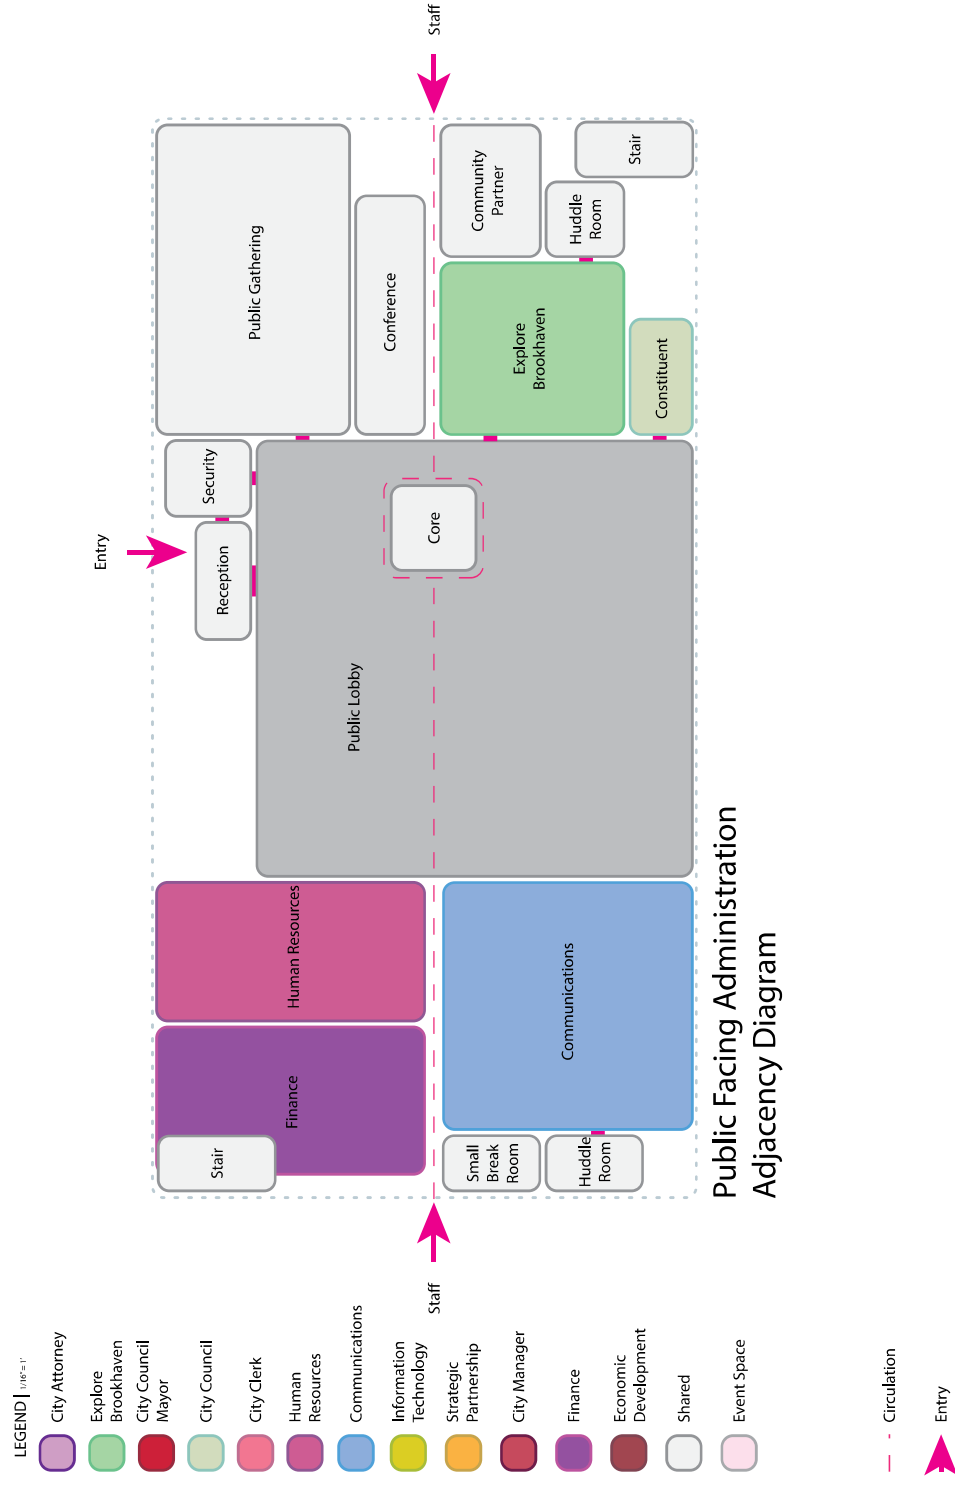 LEGEND
1/16" = 1'
City Attorney
Explore
Brookhaven
City Council
Mayor
City Council
City Clerk
Human
Resources
Communications
Information
Technology
Strategic
Partnership
City Manager
Finance
Economic
Development
Shared
Event Space
Circulation
Entry
Staff
Entry
Stair
Finance
Human Resources
Reception
Security
Public Gathering
Conference
Public Lobby
Core
Small
Break
Room
Huddle
Room
Communications
Explore
Brookhaven
Constituent
Community
Partner
Huddle
Room
Stair
Staff
Public Facing Administration
Adjacency Diagram